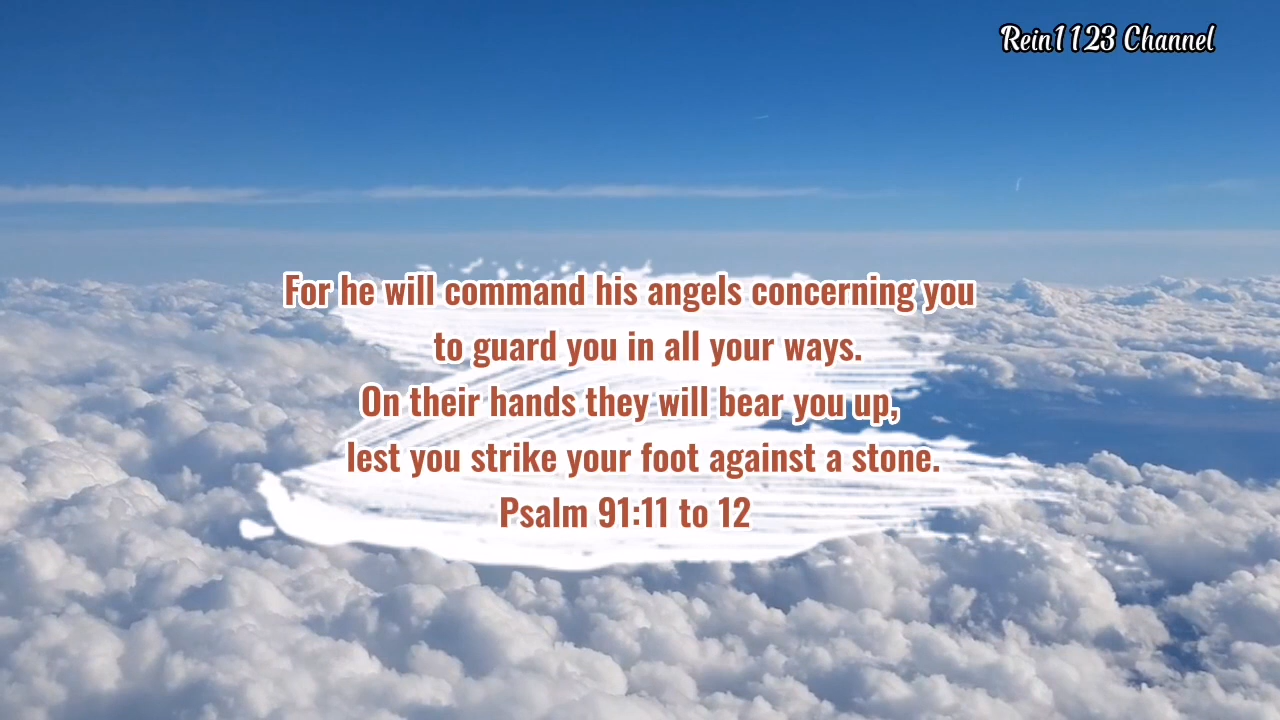 Rein1123 Channel
For he will command his angels concerning you
to guard you in all your ways.
On their hands they will bear you up,
lest you strike your foot against a stone.
Psalm 91:11 to 12